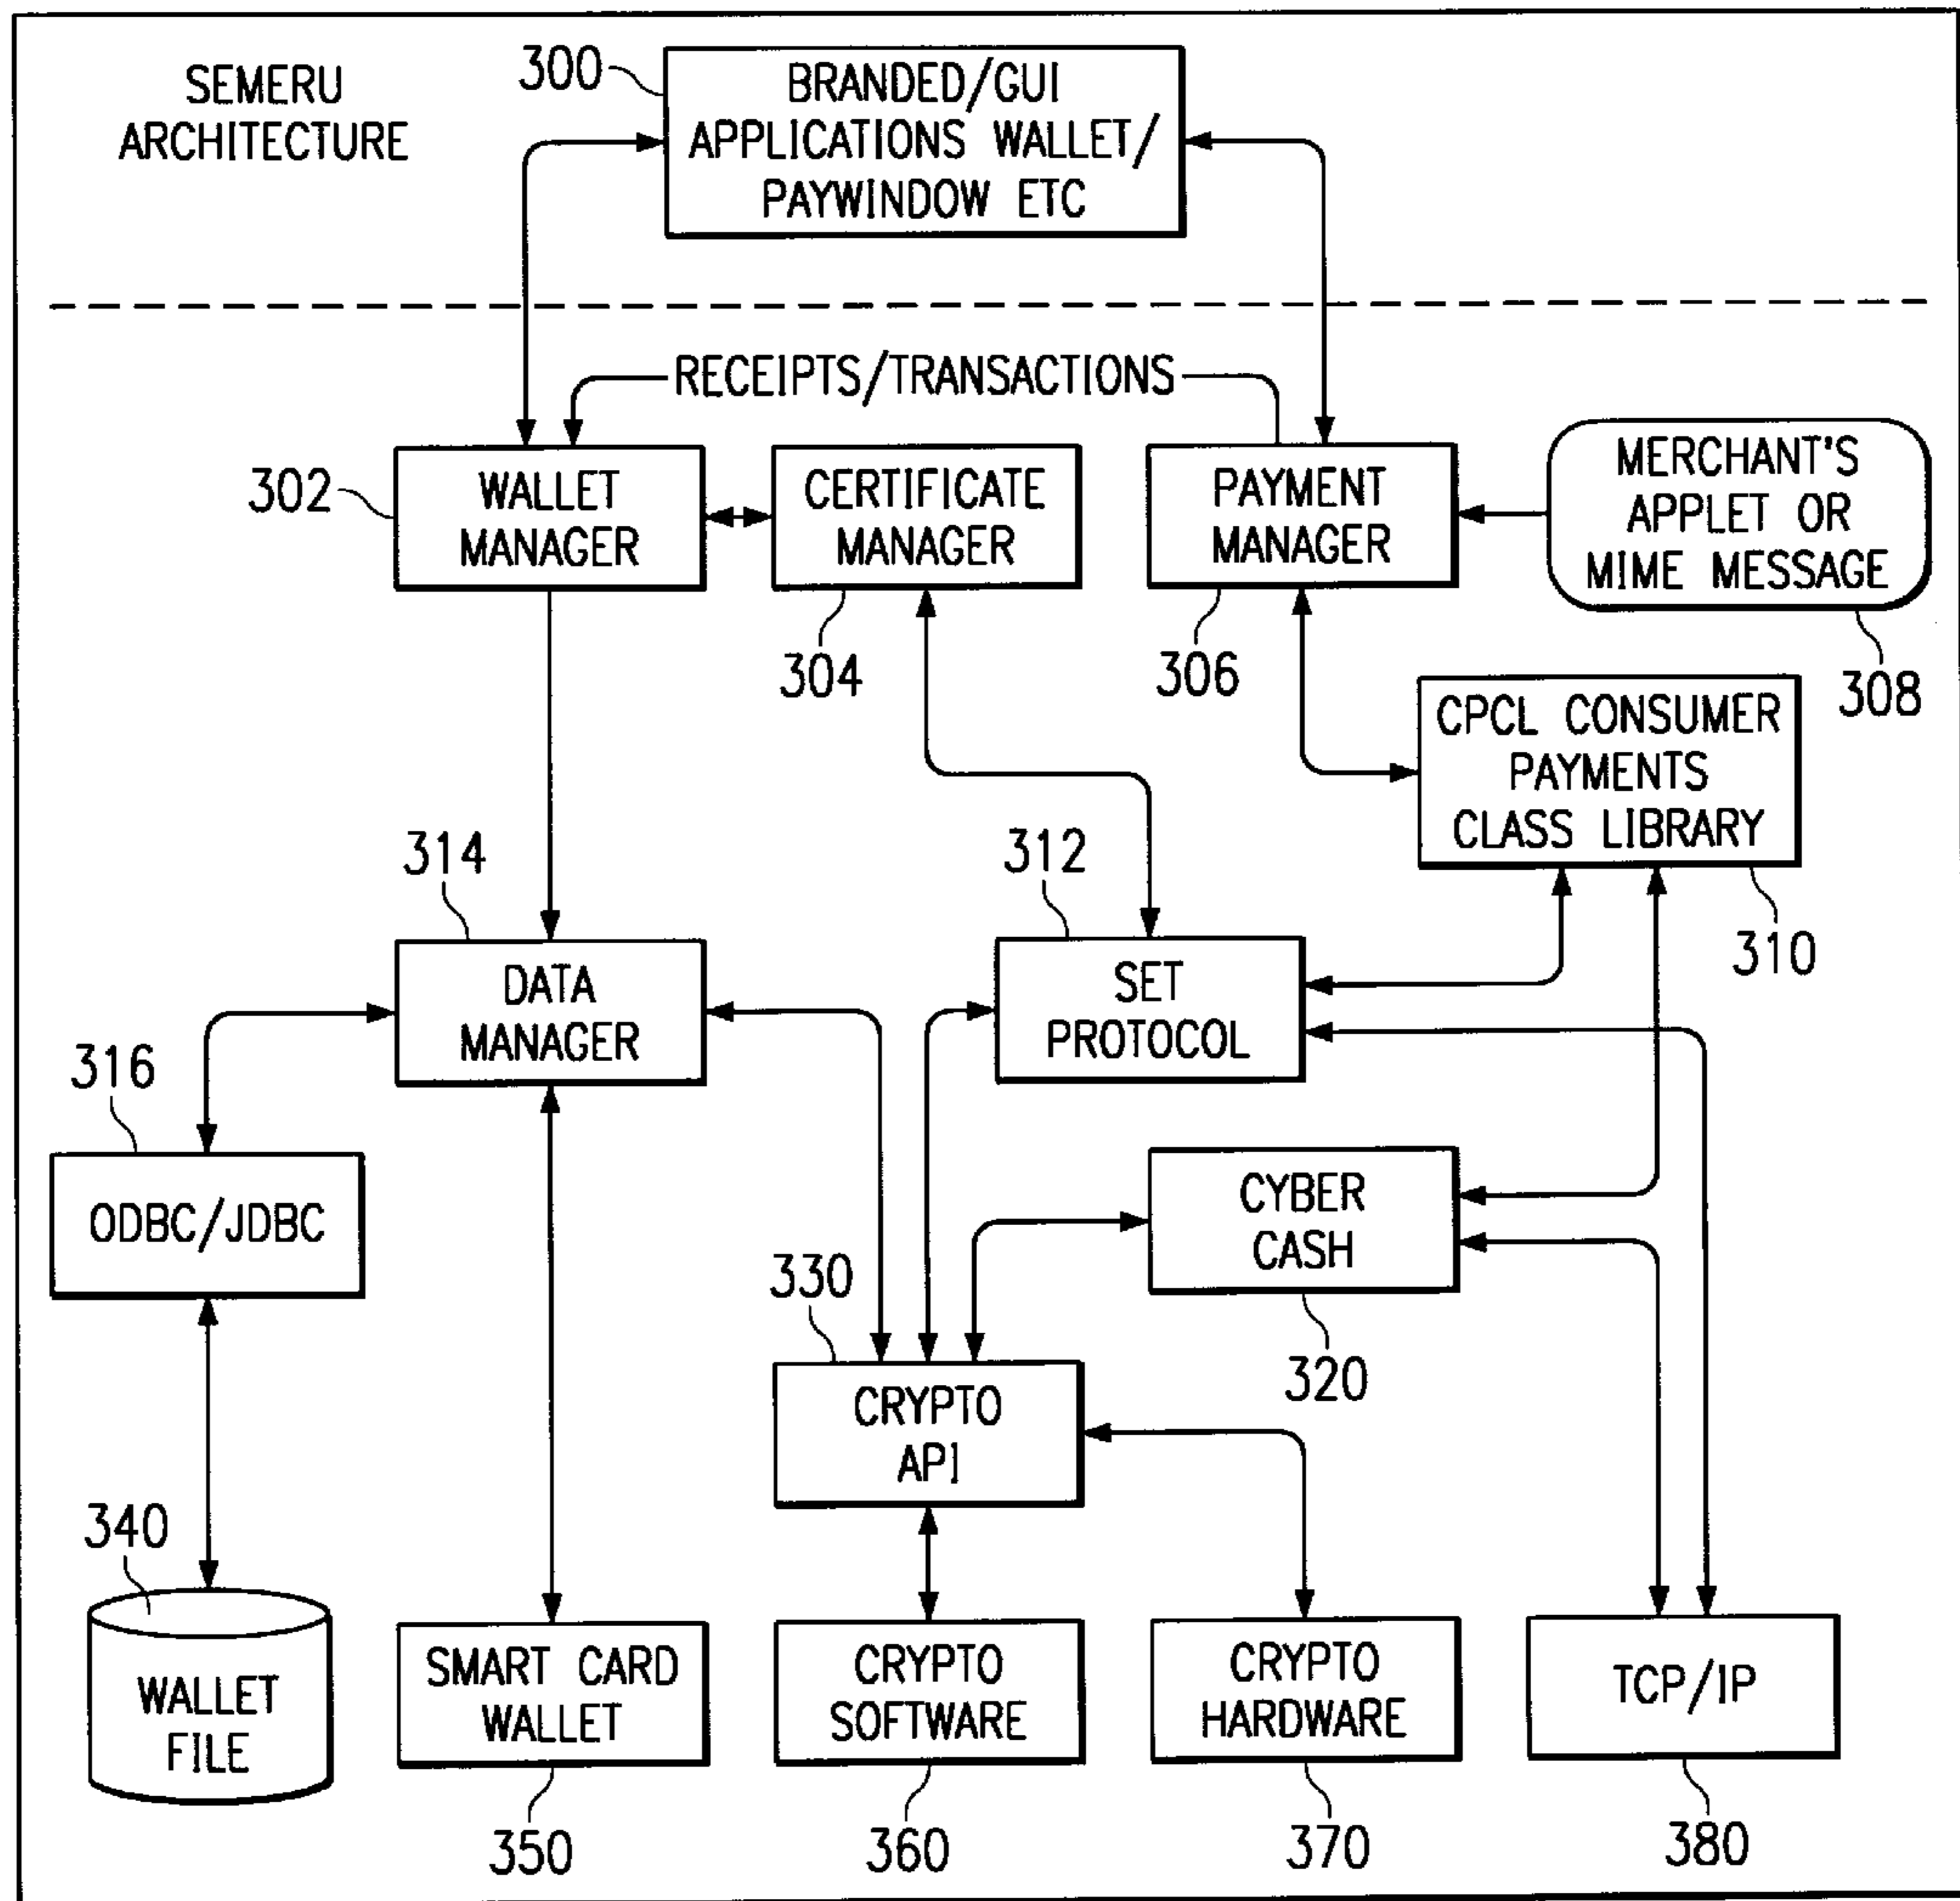 SEMERU
ARCHITECTURE
300
BRANDED/GUI
APPLICATIONS WALLET/
PAYWINDOW ETC
RECEIPTS/TRANSACTIONS
302
WALLET
MANAGER
CERTIFICATE
MANAGER
304
PAYMENT
MANAGER
306
MERCHANT'S
APPLET OR
MIME MESSAGE
308
CPCL CONSUMER
PAYMENTS
CLASS LIBRARY
310
314
DATA
MANAGER
312
SET
PROTOCOL
316
ODBC/JDBC
CYBER
CASH
320
330
CRYPTO
API
340
WALLET
FILE
SMART CARD
WALLET
350
CRYPTO
SOFTWARE
360
CRYPTO
HARDWARE
370
TCP/IP
380